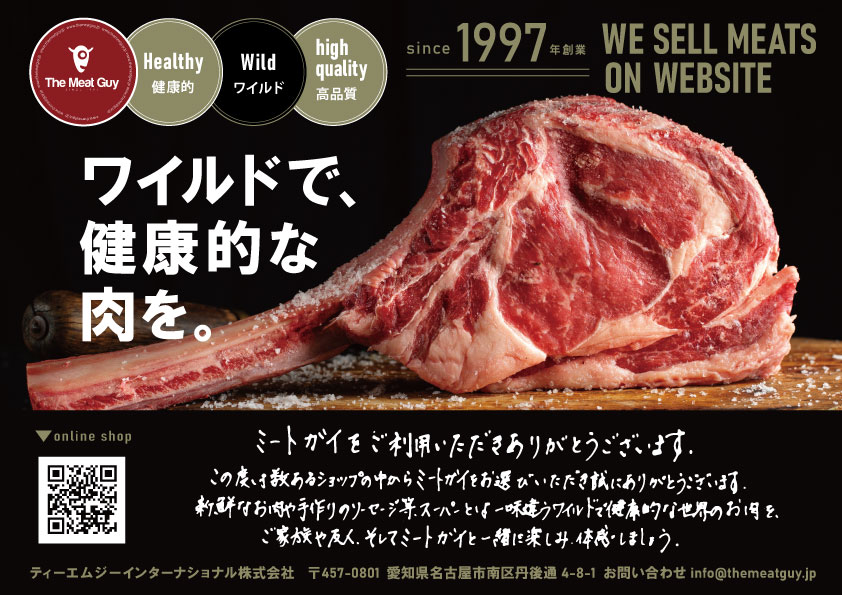 The Meat Guy
SINCE 1997
Healthy
健康的
Wild
ワイルド
high
quality
高品質
since 1997年創業
WE SELL MEATS
ON WEBSITE
ワイルドで、
健康的な
肉を。
▼online shop
ミートガイをご利用いただきありがとうございます.
この度は数あるショップの中からミートガイをお選びいただき誠にありがとうございます.
新鮮なお肉や手作りのソーセージ等.スーパーとは一味違うワイルドで健康的な世界のお肉を、
ご家族や友人、そしてミートガイと一緒に楽しみ、体感しましょう.
ティーエムジーインターナショナル株式会社　〒457-0801 愛知県名古屋市南区丹後通 4-8-1 お問い合わせ info@themeatguy.jp